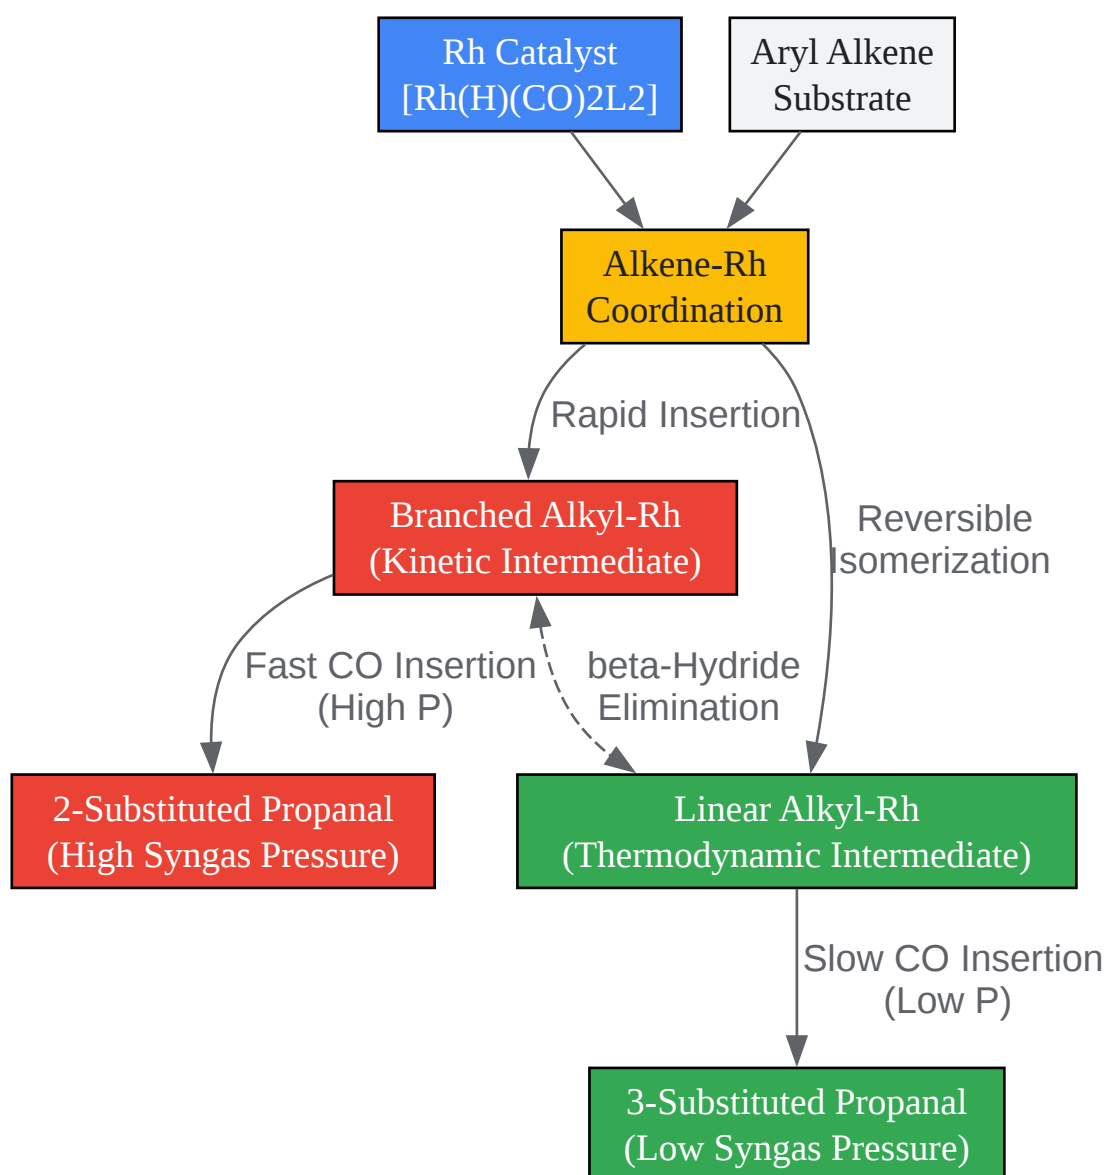 Rh Catalyst
[Rh(H)(CO)2L2]
Aryl Alkene
Substrate
Alkene-Rh
Coordination
Rapid Insertion
Branched Alkyl-Rh
(Kinetic Intermediate)
Reversible
Isomerization
Fast CO Insertion
(High P)
beta-Hydride
Elimination
2-Substituted Propanal
(High Syngas Pressure)
Linear Alkyl-Rh
(Thermodynamic Intermediate)
Slow CO Insertion
(Low P)
3-Substituted Propanal
(Low Syngas Pressure)